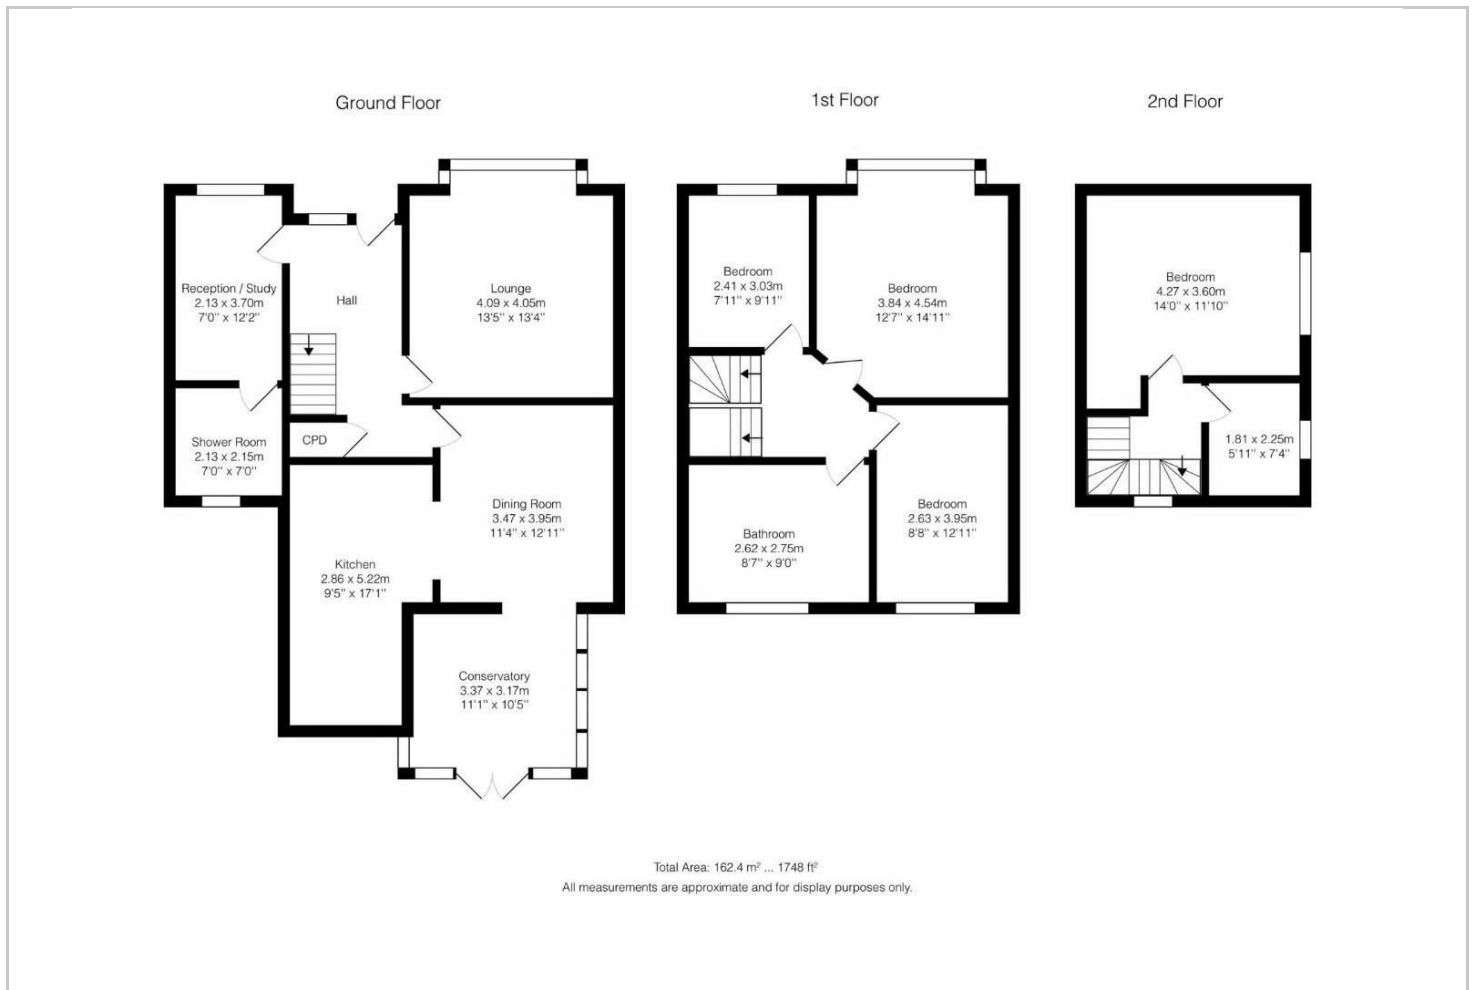 Ground Floor
1st Floor
2nd Floor
Reception / Study
2.13 x 3.70m
7'0'' x 12'2''
Hall
Lounge
4.09 x 4.05m
13'5'' x 13'4''
Shower Room
2.13 x 2.15m
7'0'' x 7'0''
CPD
Dining Room
3.47 x 3.95m
11'4'' x 12'11''
Kitchen
2.86 x 5.22m
9'5'' x 17'1''
Conservatory
3.37 x 3.17m
11'1'' x 10'5''
Bedroom
2.41 x 3.03m
7'11'' x 9'11''
Bedroom
3.84 x 4.54m
12'7'' x 14'11''
Bathroom
2.62 x 2.75m
8'7'' x 9'0''
Bedroom
2.63 x 3.95m
8'8'' x 12'11''
Bedroom
4.27 x 3.60m
14'0'' x 11'10''
1.81 x 2.25m
5'11'' x 7'4''
Total Area: 162.4 m² ... 1748 ft²
All measurements are approximate and for display purposes only.